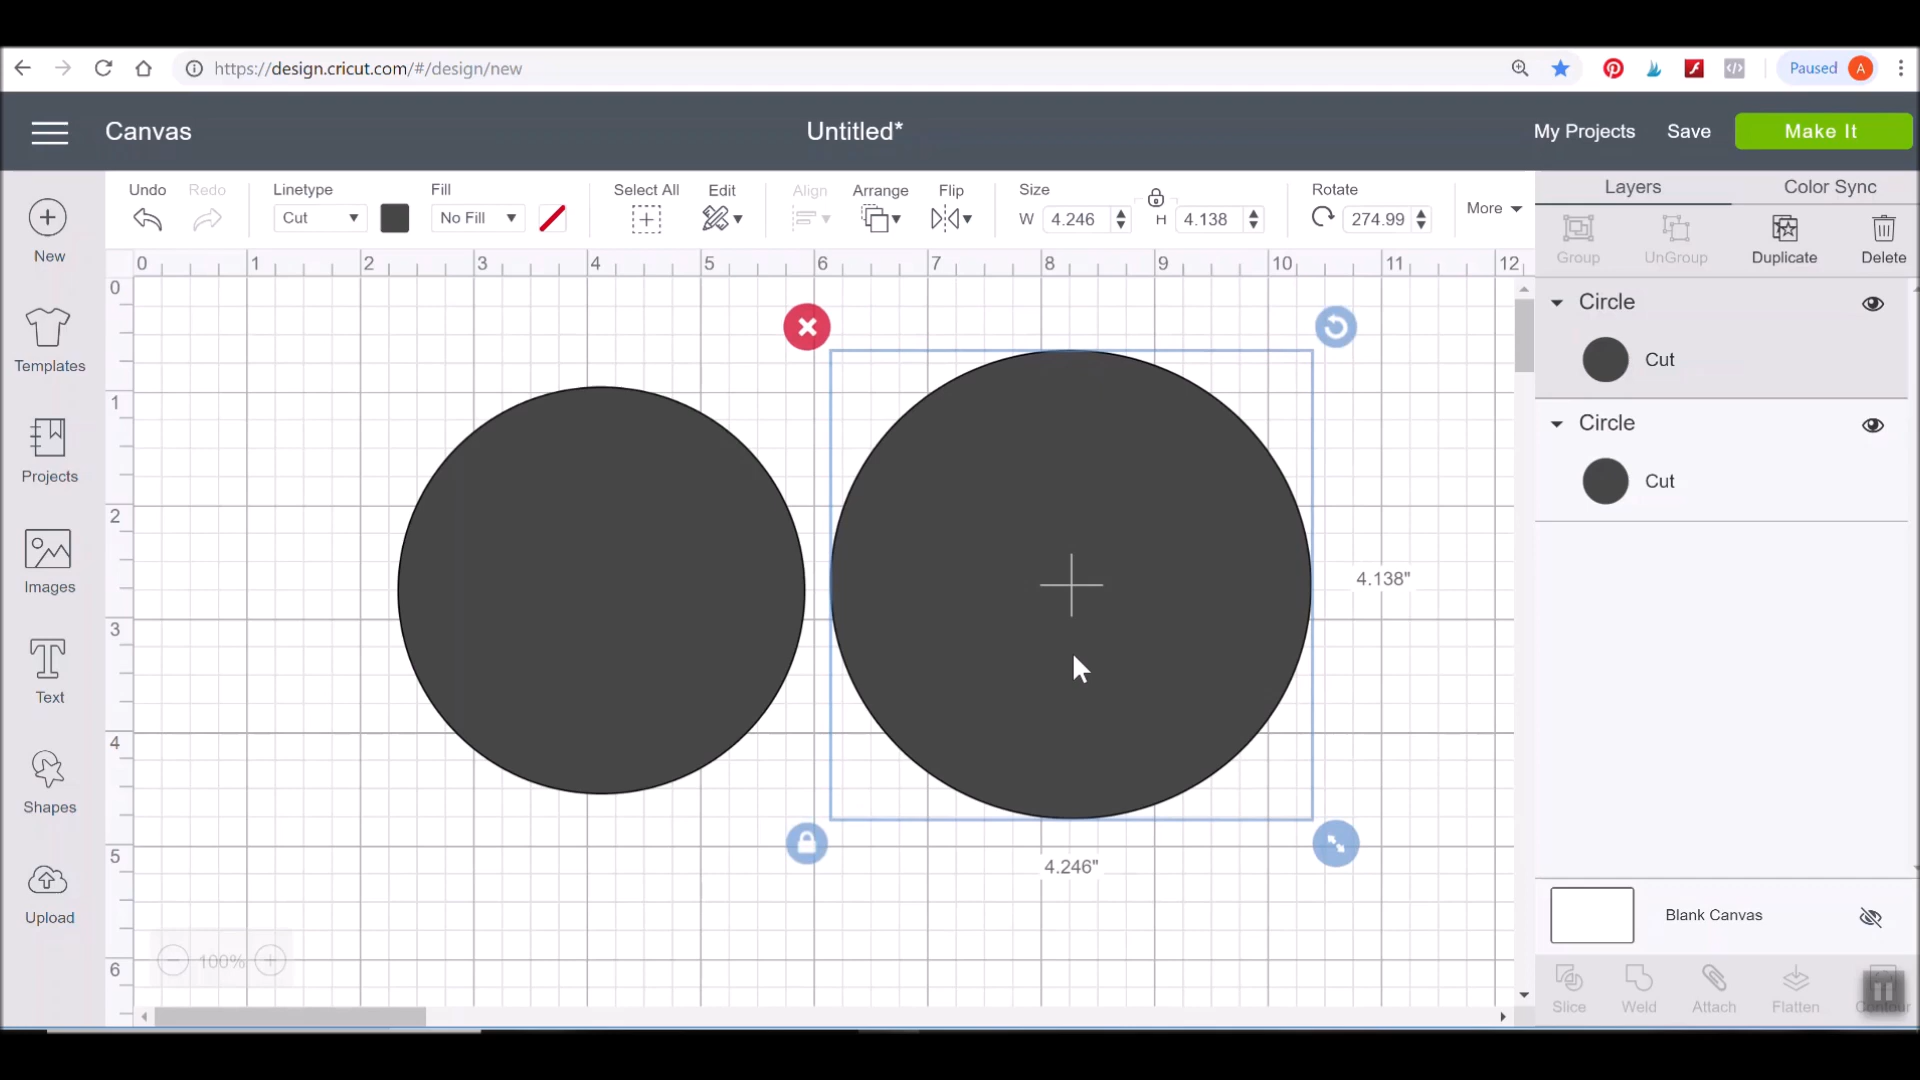 https://design.cricut.com/#/design/new
Paused A
Canvas
Untitled*
My Projects Save Make It
Undo Redo Linetype Fill Select All Edit Align Arrange Flip Size Rotate More
Cut No Fill W 4.246 H 4.138 274.99
Layers Color Sync
Group UnGroup Duplicate Delete
0 1 2 3 4 5 6 7 8 9 10 11 12
0
1
2
3
4
5
6
New
Templates
Projects
Images
Text
Shapes
Upload
4.138"
4.246"
100%
Circle
Cut
Circle
Cut
Blank Canvas
Slice Weld Attach Flatten Contour